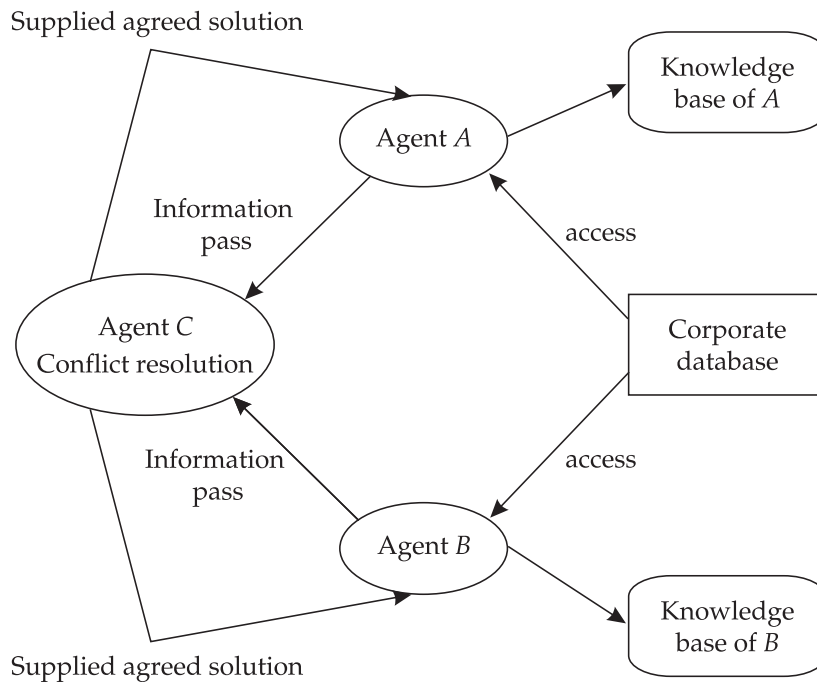 Supplied agreed solution
Knowledge
base of A
Agent A
Information
pass
access
Agent C
Conflict resolution
Corporate
database
Information
pass
access
Agent B
Knowledge
base of B
Supplied agreed solution